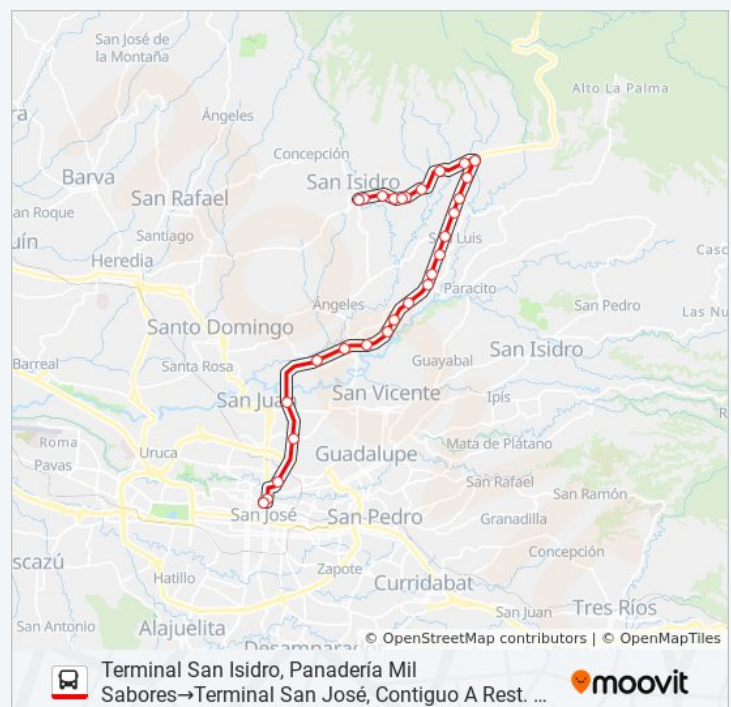 San José de
la Montaña
Alto La Palma
Ángeles
Concepción
Barva
San Isidro
San Rafael
an Roque
Santiago
uín
Heredia
San Luis
Casc
Paracito
Ángeles
San Pedro
Las Nu
Santo Domingo
Barreal
Santa Rosa
Guayabal
San Isidro
San Juan
San Vicente
Ipís
Roma
Pavas
Uruca
Mata de Plátano
Guadalupe
San Rafael
San José
San Ramón
San Pedro
Granadilla
scazú
Concepción
Hatillo
Zapote
Curridabat
San Juan
Tres Ríos
San Antonio
Alajuelita
Desamparados
© OpenStreetMap contributors | © OpenMapTiles
Terminal San Isidro, Panadería Mil
Sabores→Terminal San José, Contiguo A Rest. ...
moovit